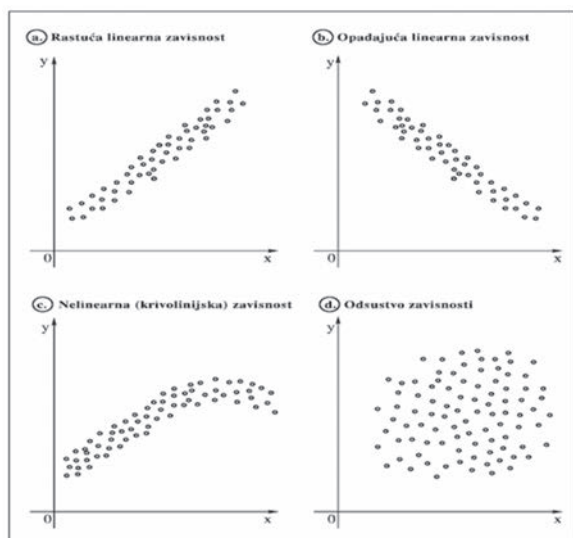 a. Rastuća linearna zavisnost
y
0
x
b. Opadajuća linearna zavisnost
y
0
x
c. Nelinearna (krivolinijska) zavisnost
y
0
x
d. Odsustvo zavisnosti
y
0
x